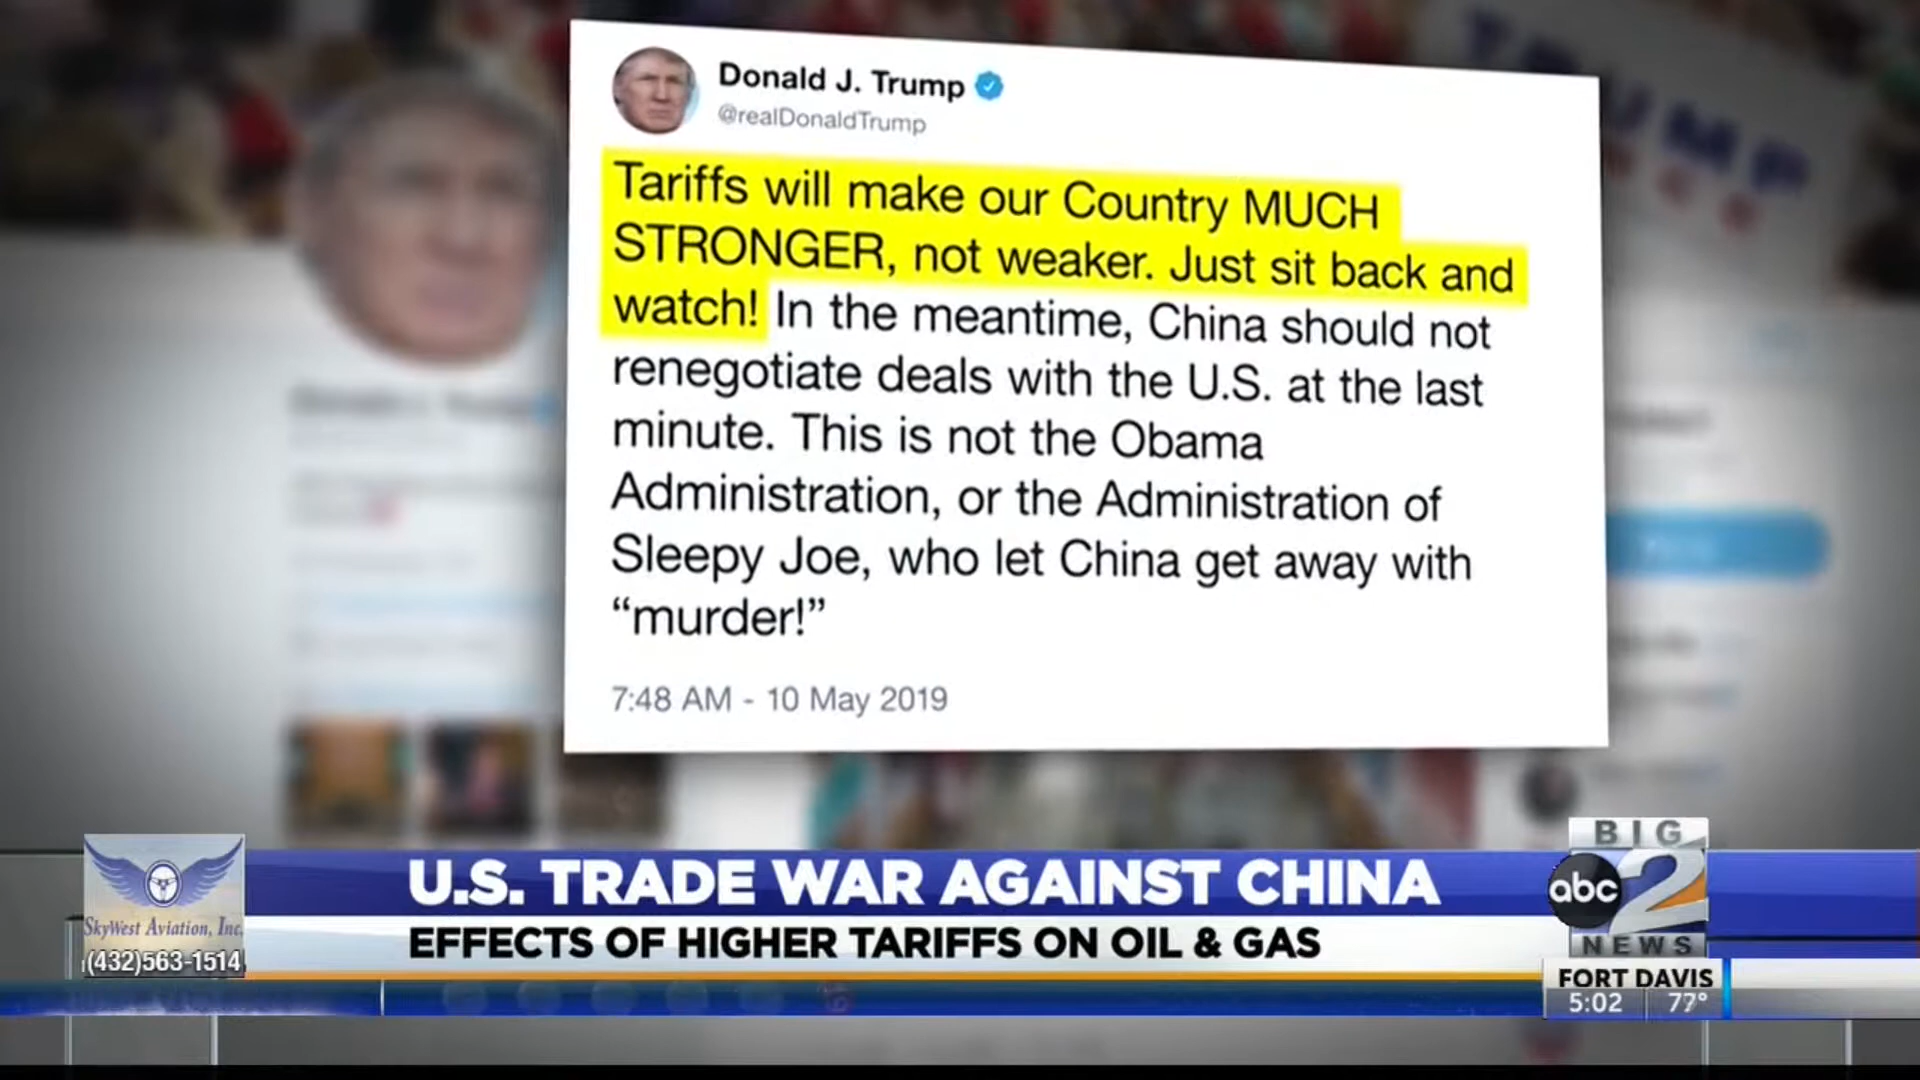 Donald J. Trump
@realDonaldTrump
Tariffs will make our Country MUCH
STRONGER, not weaker. Just sit back and
watch! In the meantime, China should not
renegotiate deals with the U.S. at the last
minute. This is not the Obama
Administration, or the Administration of
Sleepy Joe, who let China get away with
“murder!”
7:48 AM - 10 May 2019
TRUMP
U.S. TRADE WAR AGAINST CHINA
EFFECTS OF HIGHER TARIFFS ON OIL & GAS
SkyWest Aviation, Inc.
(432)563-1514
BIG
abc 2
NEWS
FORT DAVIS
5:02 77°